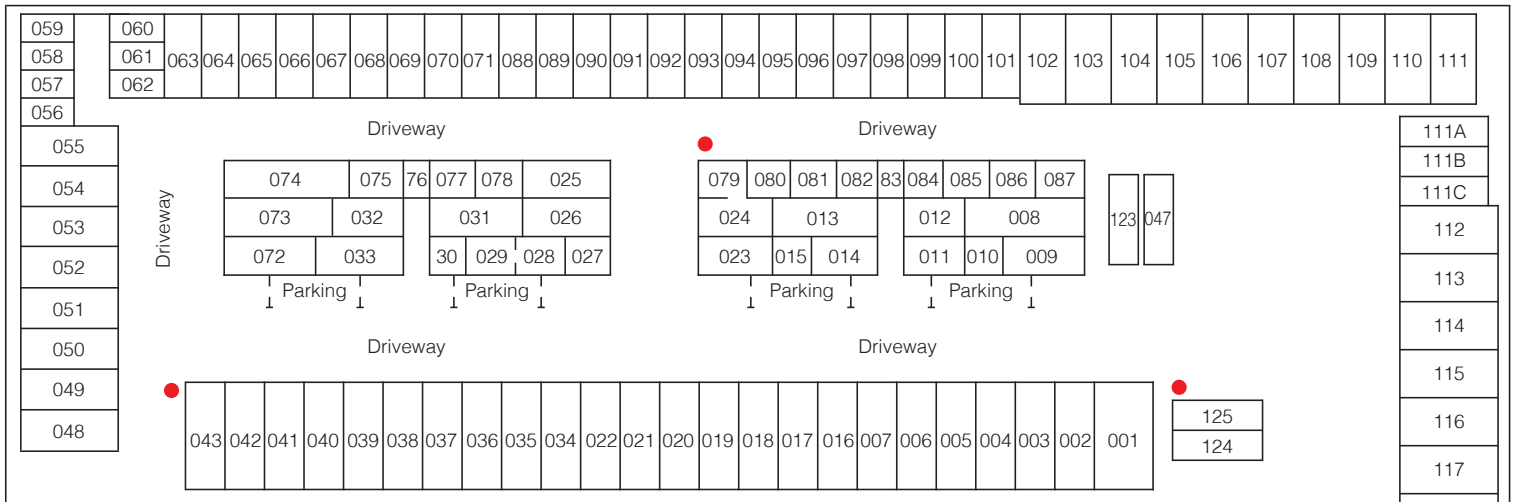 059 060
058 061 063 064 065 066 067 068 069 070 071 088 089 090 091 092 093 094 095 096 097 098 099 100 101 102 103 104 105 106 107 108 109 110 111
057 062
056
055 Driveway Driveway 111A
111B
054 074 075 76 077 078 025 079 080 081 082 83 084 085 086 087 111C
053 Driveway 073 032 031 026 024 013 012 008 123 047 112
052 072 033 30 029 028 027 023 015 014 011 010 009 113
051 Parking Parking Parking Parking 114
050 Driveway Driveway
049 115
048 043 042 041 040 039 038 037 036 035 034 022 021 020 019 018 017 016 007 006 005 004 003 002 001 125 116
124 117